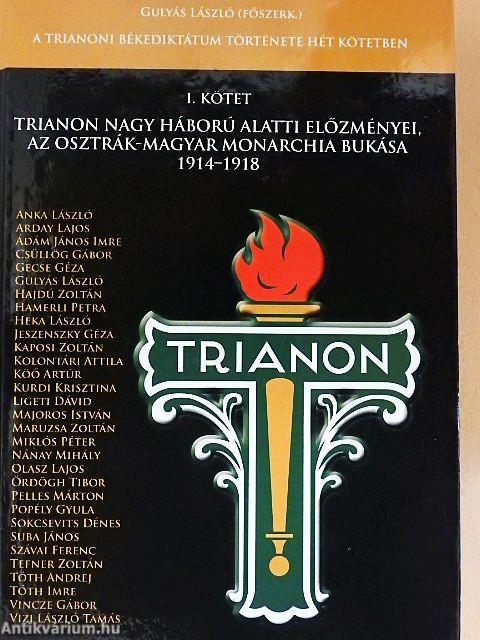 Gulyás László (főszerk.)
A TRIANONI BÉKEDIKTÁTUM TÖRTÉNETE HÉT KÖTETBEN
I. KÖTET
TRIANON NAGY HÁBORÚ ALATTI ELŐZMÉNYEI,
AZ OSZTRÁK-MAGYAR MONARCHIA BUKÁSA
1914–1918
Anka László
Arday Lajos
Ádám János Imre
Csüllög Gábor
Gecse Géza
Gulyás László
Hajdú Zoltán
Hamerli Petra
Heka László
Jeszenszky Géza
Kaposi Zoltán
Kolontári Attila
Köő Artúr
Kurdi Krisztina
Ligeti Dávid
Majoros István
Maruzsa Zoltán
Miklós Péter
Nánay Mihály
Olasz Lajos
Ördögh Tibor
Pelles Márton
Popély Gyula
Sokcsevits Dénes
Suba János
Szávai Ferenc
Tefner Zoltán
Tóth Andrej
Tóth Imre
Vincze Gábor
Vizi László Tamás
TRIANON
Antikvarium.hu